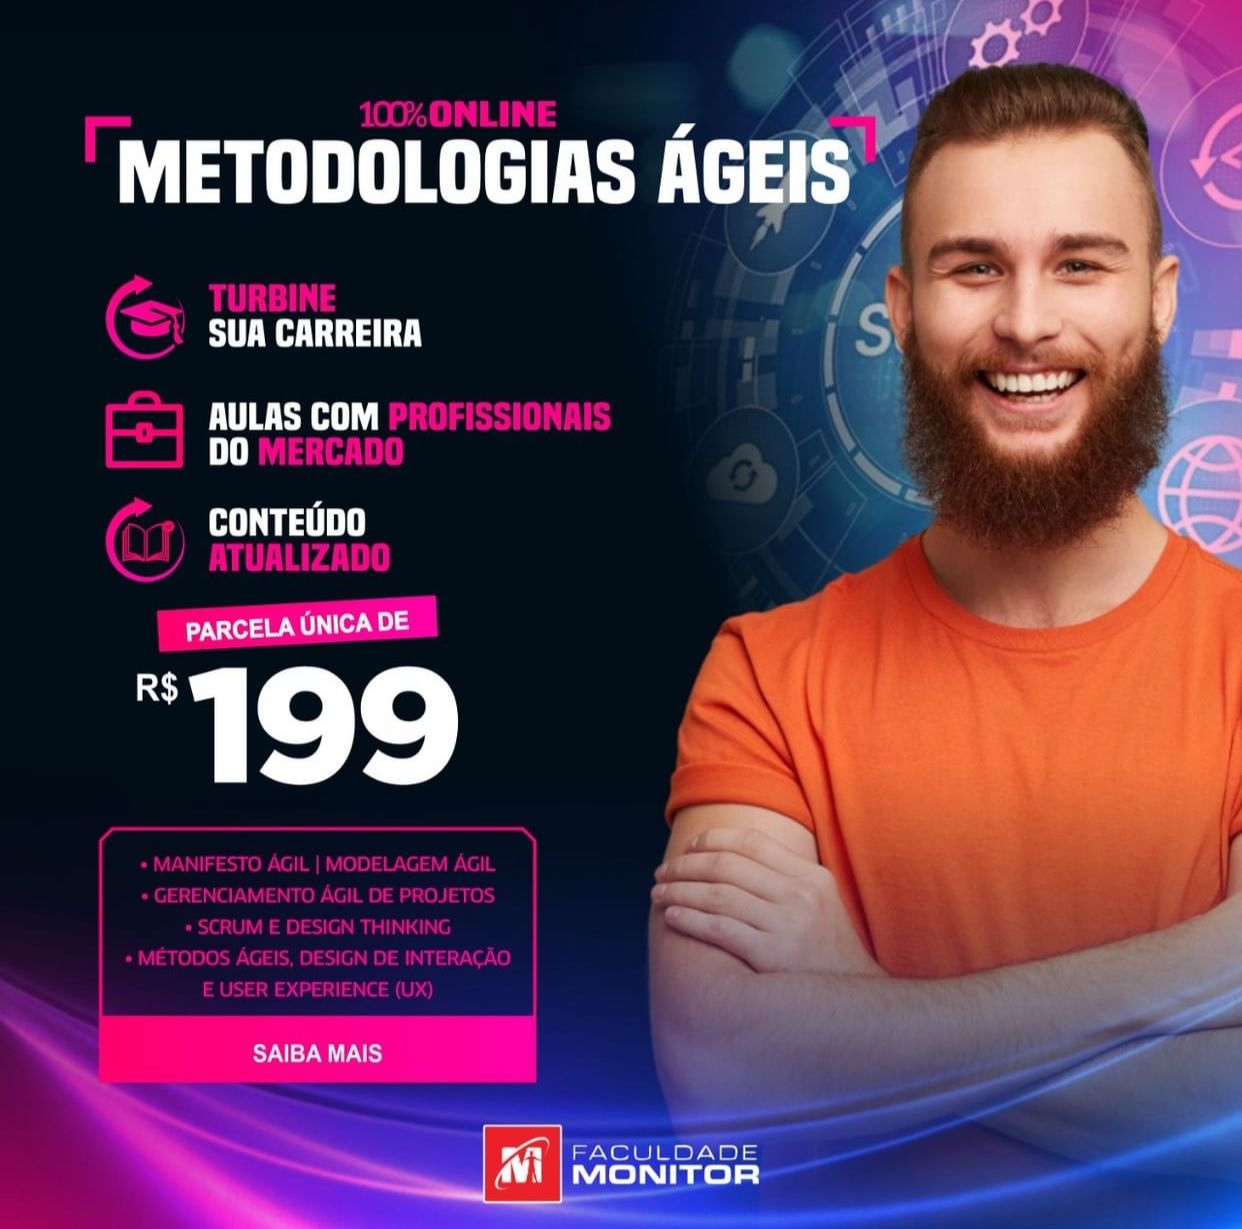 100% ONLINE
METODOLOGIAS ÁGEIS
TURBINE
SUA CARREIRA
AULAS COM PROFISSIONAIS
DO MERCADO
CONTEÚDO
ATUALIZADO
PARCELA ÚNICA DE
R$ 199
• MANIFESTO ÁGIL | MODELAGEM ÁGIL
• GERENCIAMENTO ÁGIL DE PROJETOS
• SCRUM E DESIGN THINKING
• MÉTODOS ÁGEIS, DESIGN DE INTERAÇÃO
E USER EXPERIENCE (UX)
SAIBA MAIS
M FACULDADE
MONITOR